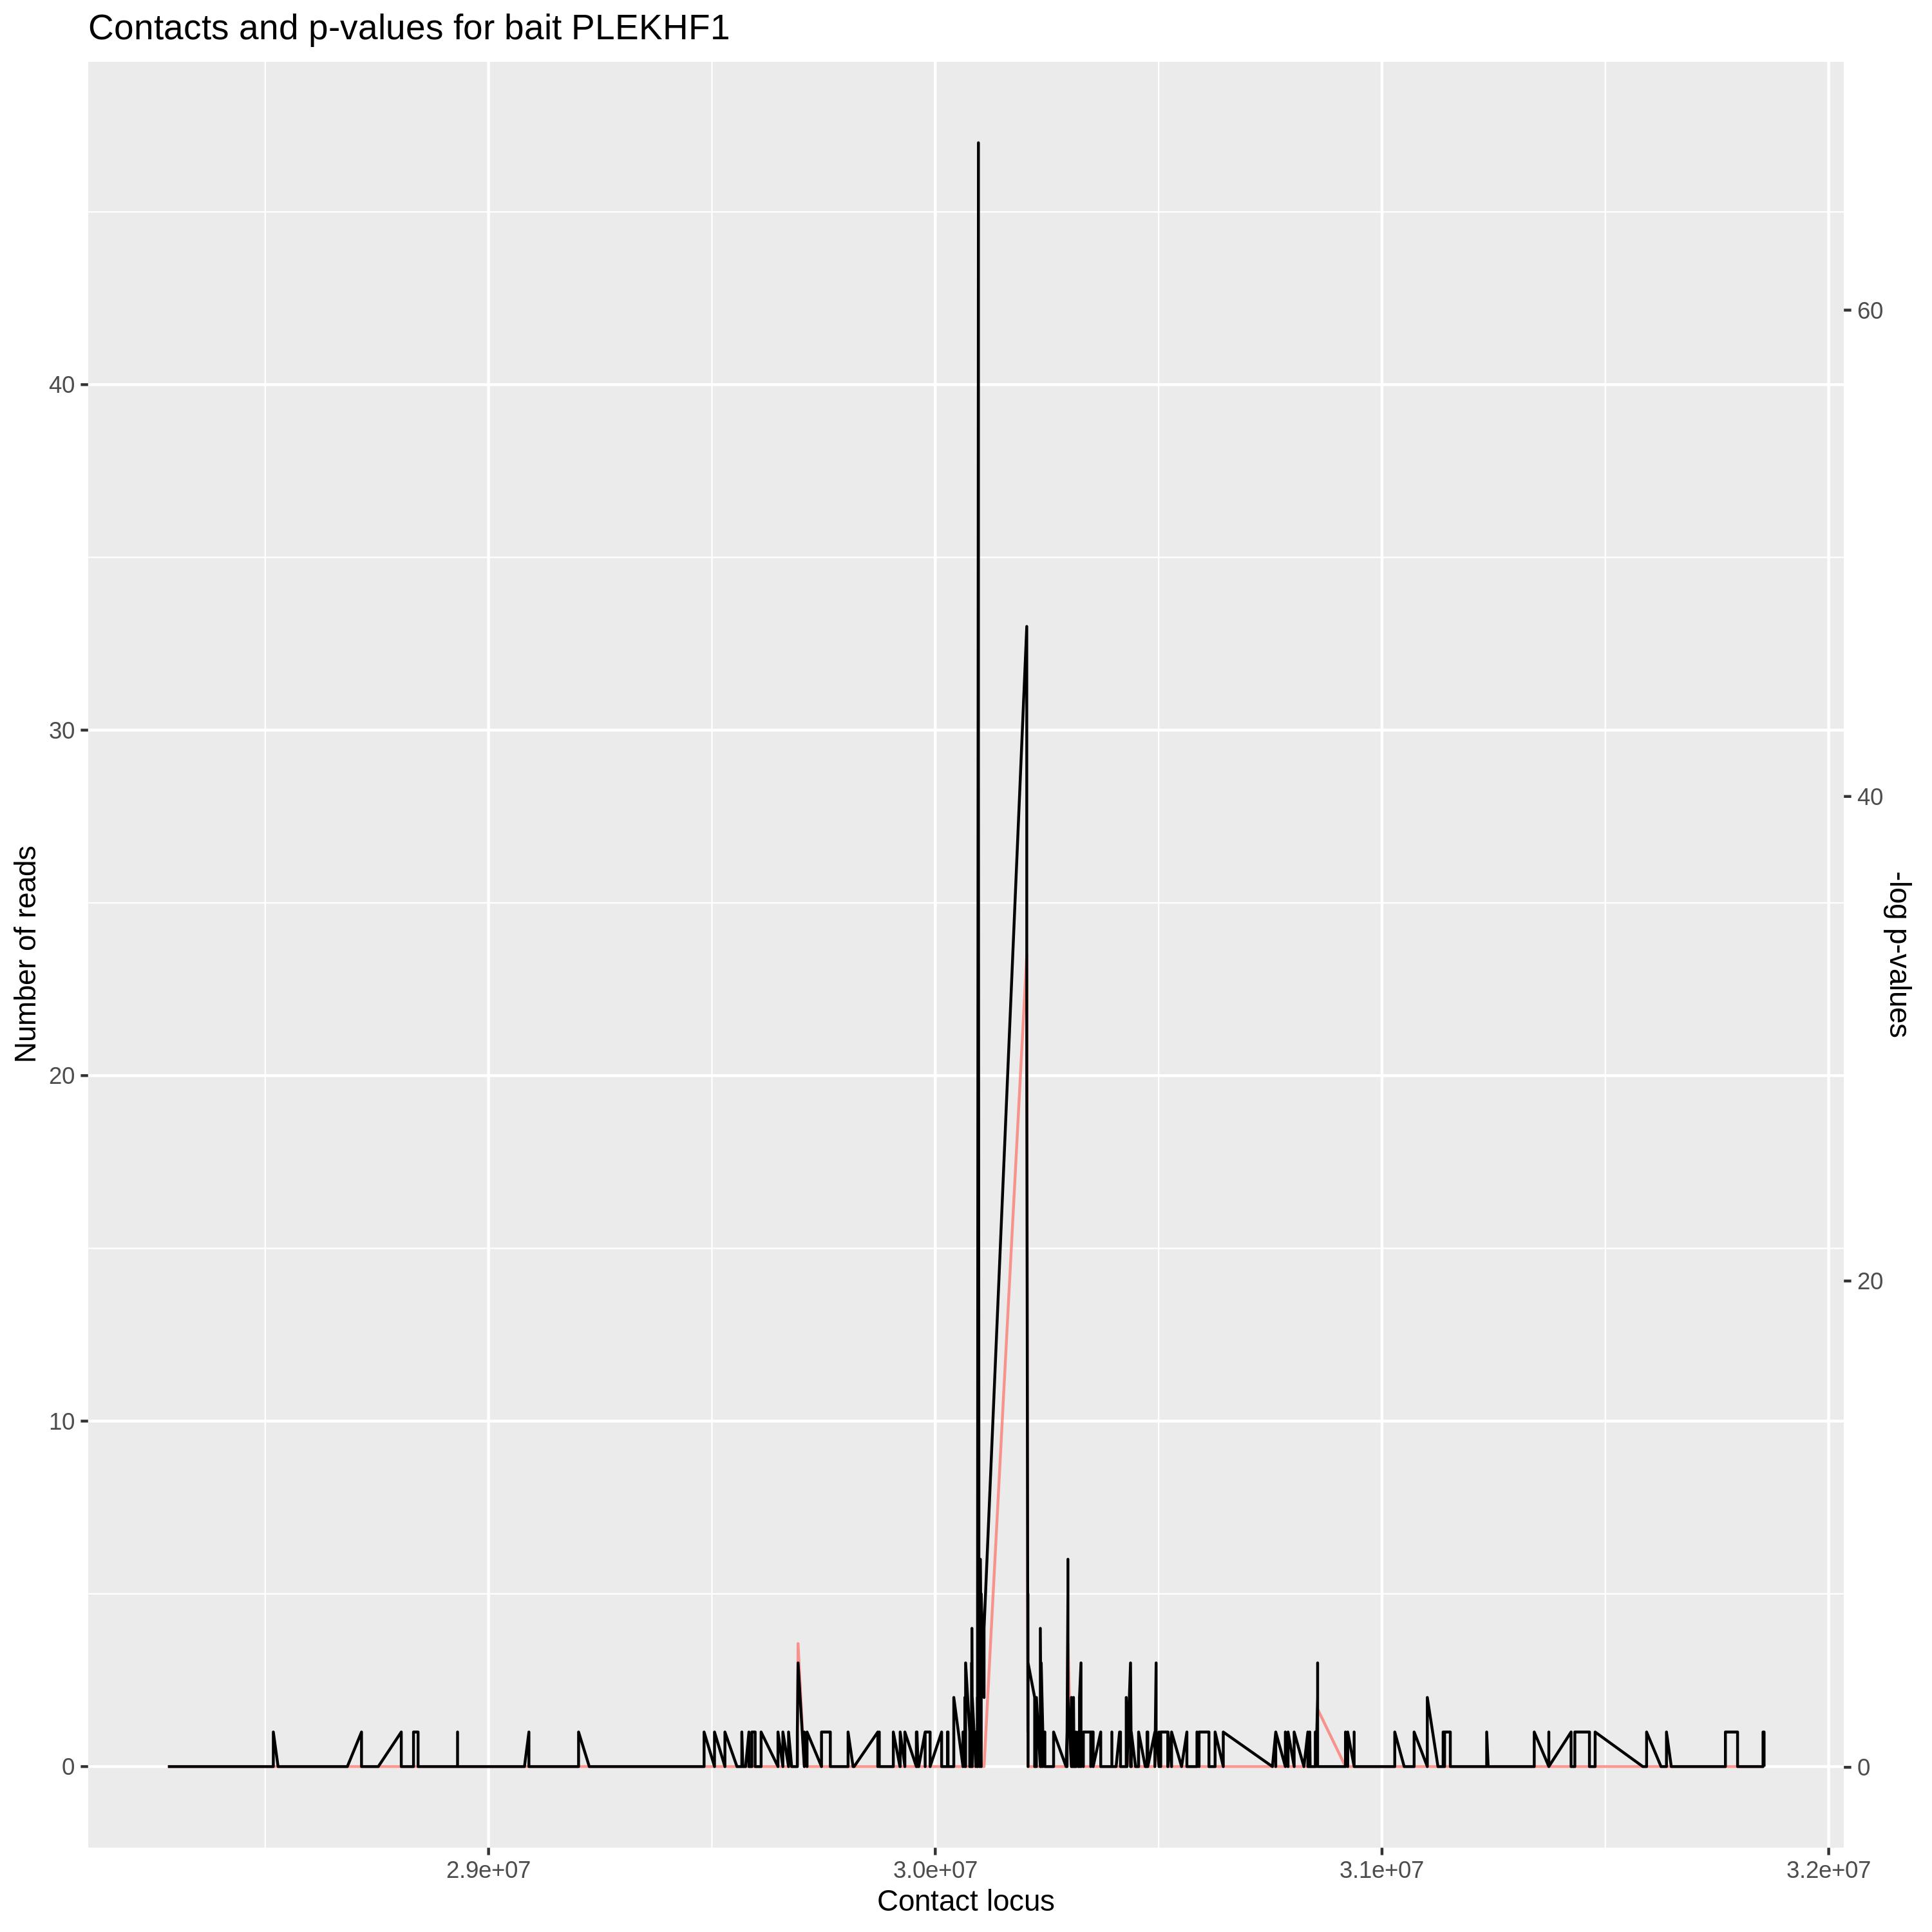 Contacts and p-values for bait PLEKHF1
Number of reads
40
30
20
10
0
60
40
20
0
-log p-values
2.9e+07
3.0e+07
3.1e+07
3.2e+07
Contact locus